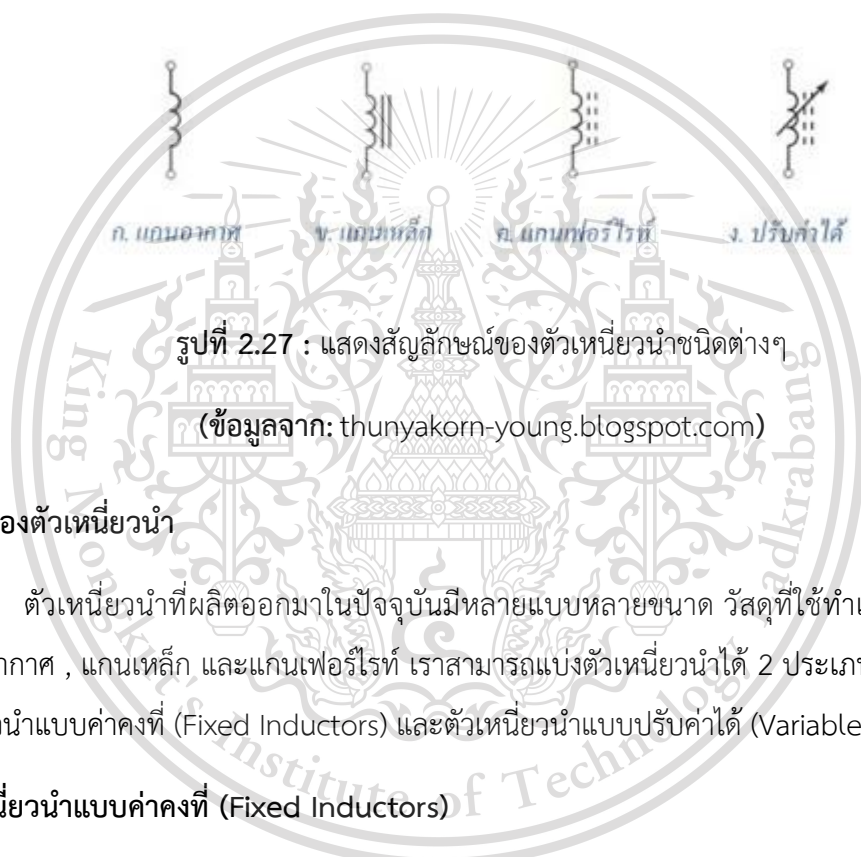 ก. แกนอากาศ ข. แกนเหล็ก ค. แกนเฟอร์ไรท์ ง. ปรับค่าได้
รูปที่ 2.27 : แสดงสัญลักษณ์ของตัวเหนี่ยวนำชนิดต่างๆ
(ข้อมูลจาก: thunyakorn-young.blogspot.com)
องตัวเหนี่ยวนำ
ตัวเหนี่ยวนำที่ผลิตออกมาในปัจจุบันมีหลายแบบหลายขนาด วัสดุที่ใช้ทำแ
ากาศ , แกนเหล็ก และแกนเฟอร์ไรท์ เราสามารถแบ่งตัวเหนี่ยวนำได้ 2 ประเภท
วนำแบบค่าคงที่ (Fixed Inductors) และตัวเหนี่ยวนำแบบปรับค่าได้ (Variable
นี่ยวนำแบบค่าคงที่ (Fixed Inductors)
King Mongkut's Institute of Technology Ladkrabang